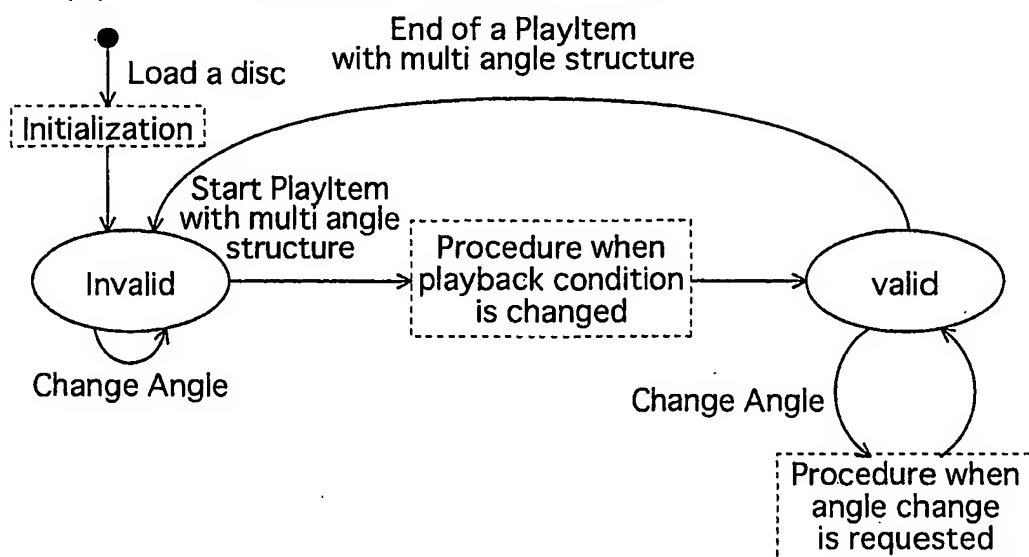 End of a PlayItem
with multi angle structure
Load a disc
Initialization
Start PlayItem
with multi angle
structure
Procedure when
playback condition
is changed
Invalid
valid
Change Angle
Change Angle
Procedure when
angle change
is requested